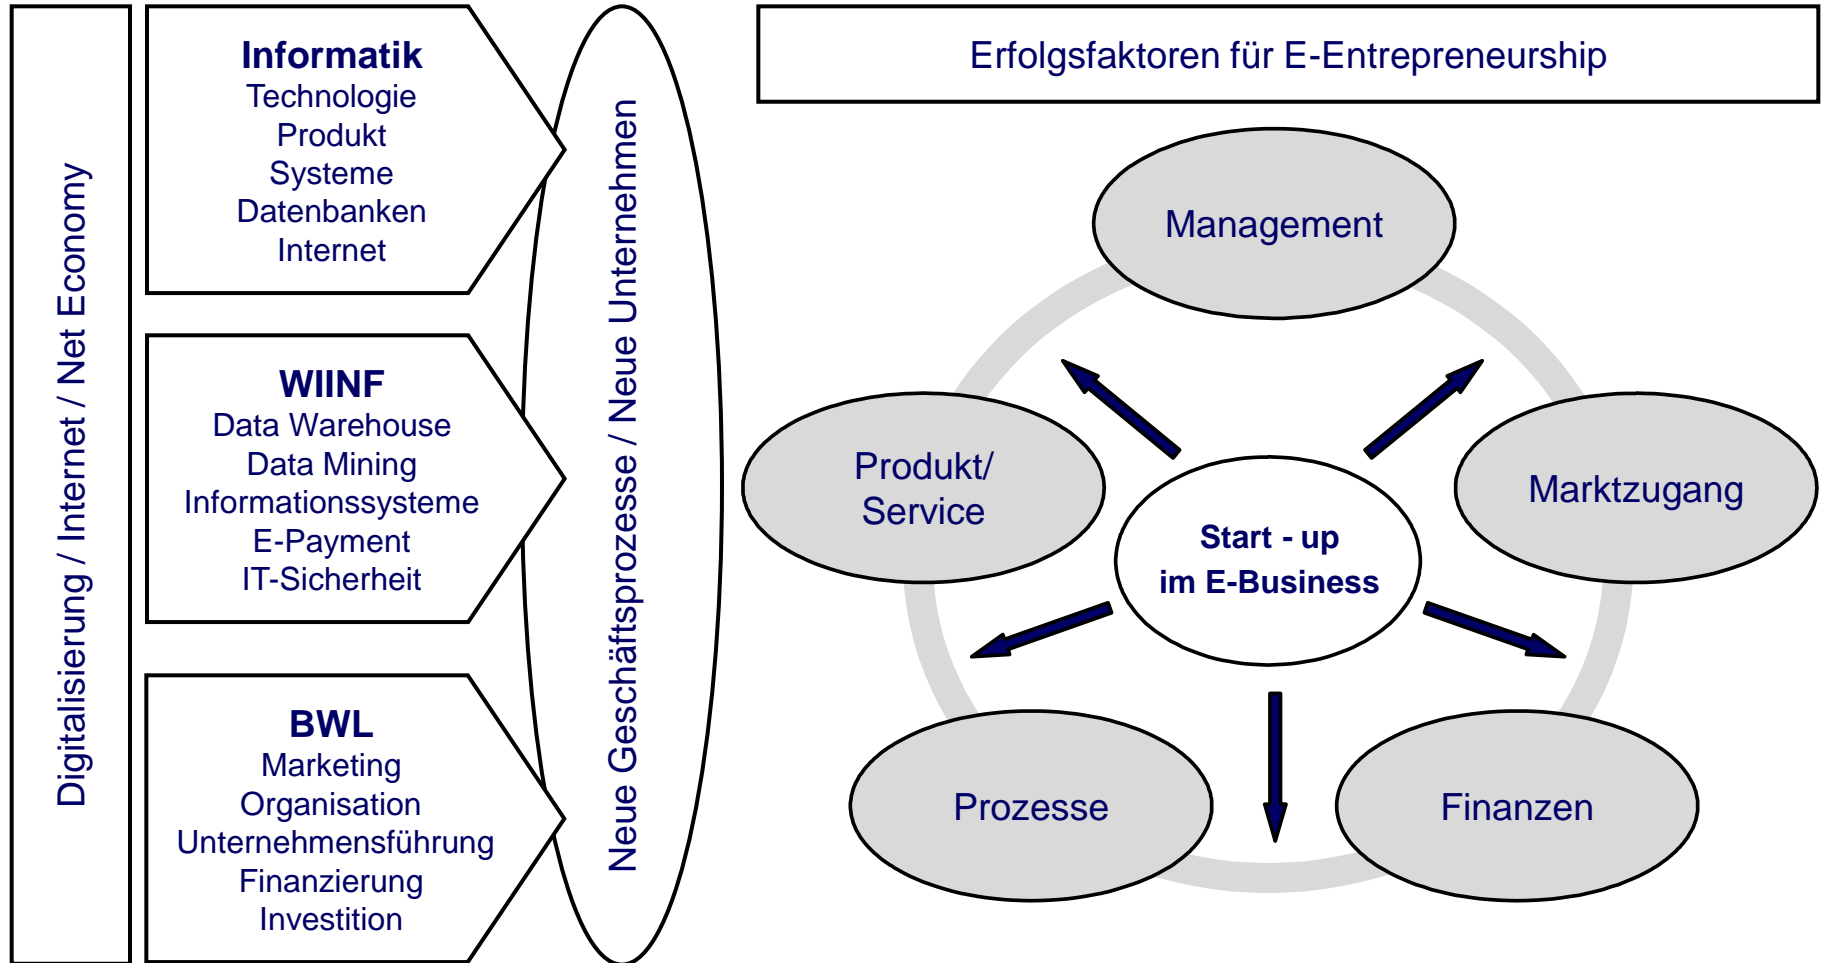 Digitalisierung / Internet / Net Economy
Informatik
Technologie
Produkt
Systeme
Datenbanken
Internet
WIINF
Data Warehouse
Data Mining
Informationssysteme
E-Payment
IT-Sicherheit
BWL
Marketing
Organisation
Unternehmensführung
Finanzierung
Investition
Neue Geschäftsprozesse / Neue Unternehmen
Erfolgsfaktoren für E-Entrepreneurship
Management
Produkt/
Service
Marktzugang
Start - up
im E-Business
Prozesse
Finanzen